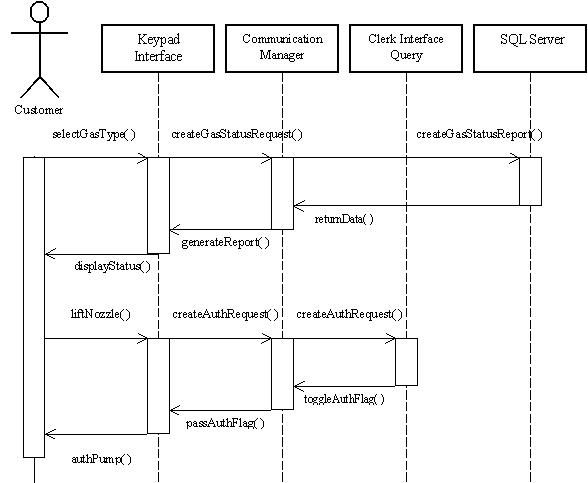 Keypad
Interface
Communication
Manager
Clerk Interface
Query
SQL Server
Customer
selectGasType()
createGasStatusRequest()
createGasStatusReport()
returnData()
generateReport()
displayStatus()
liftNozzle()
createAuthRequest()
createAuthRequest()
toggleAuthFlag()
passAuthFlag()
authPump()